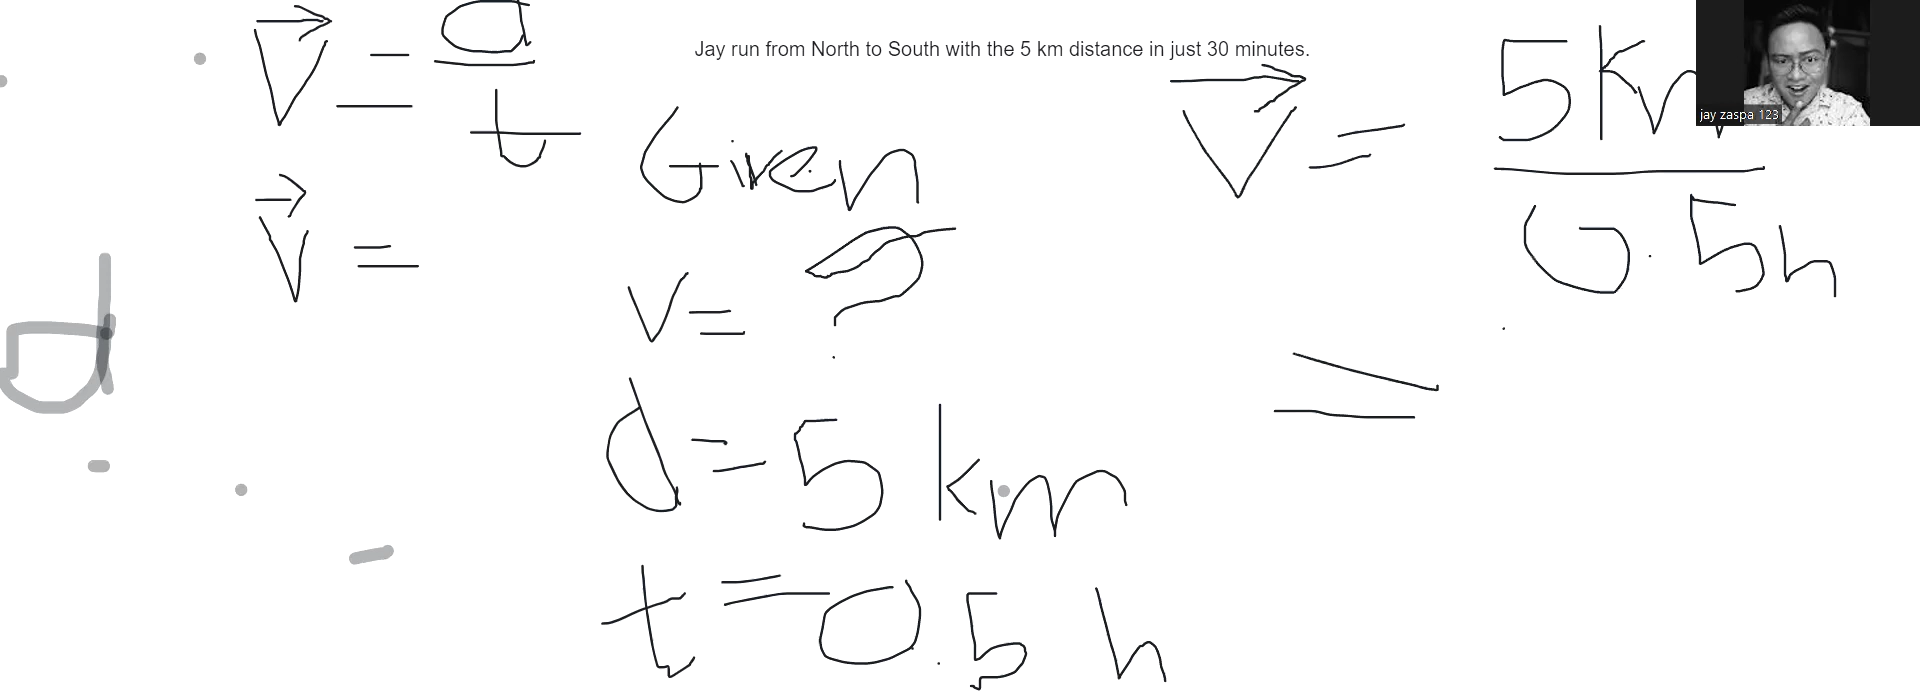 Jay run from North to South with the 5 km distance in just 30 minutes.
jay zaspa 123
V = d
t
V =
Given
V = ?
d = 5 km
t = 0.5 h
V = 5 km
0.5 h
=
d